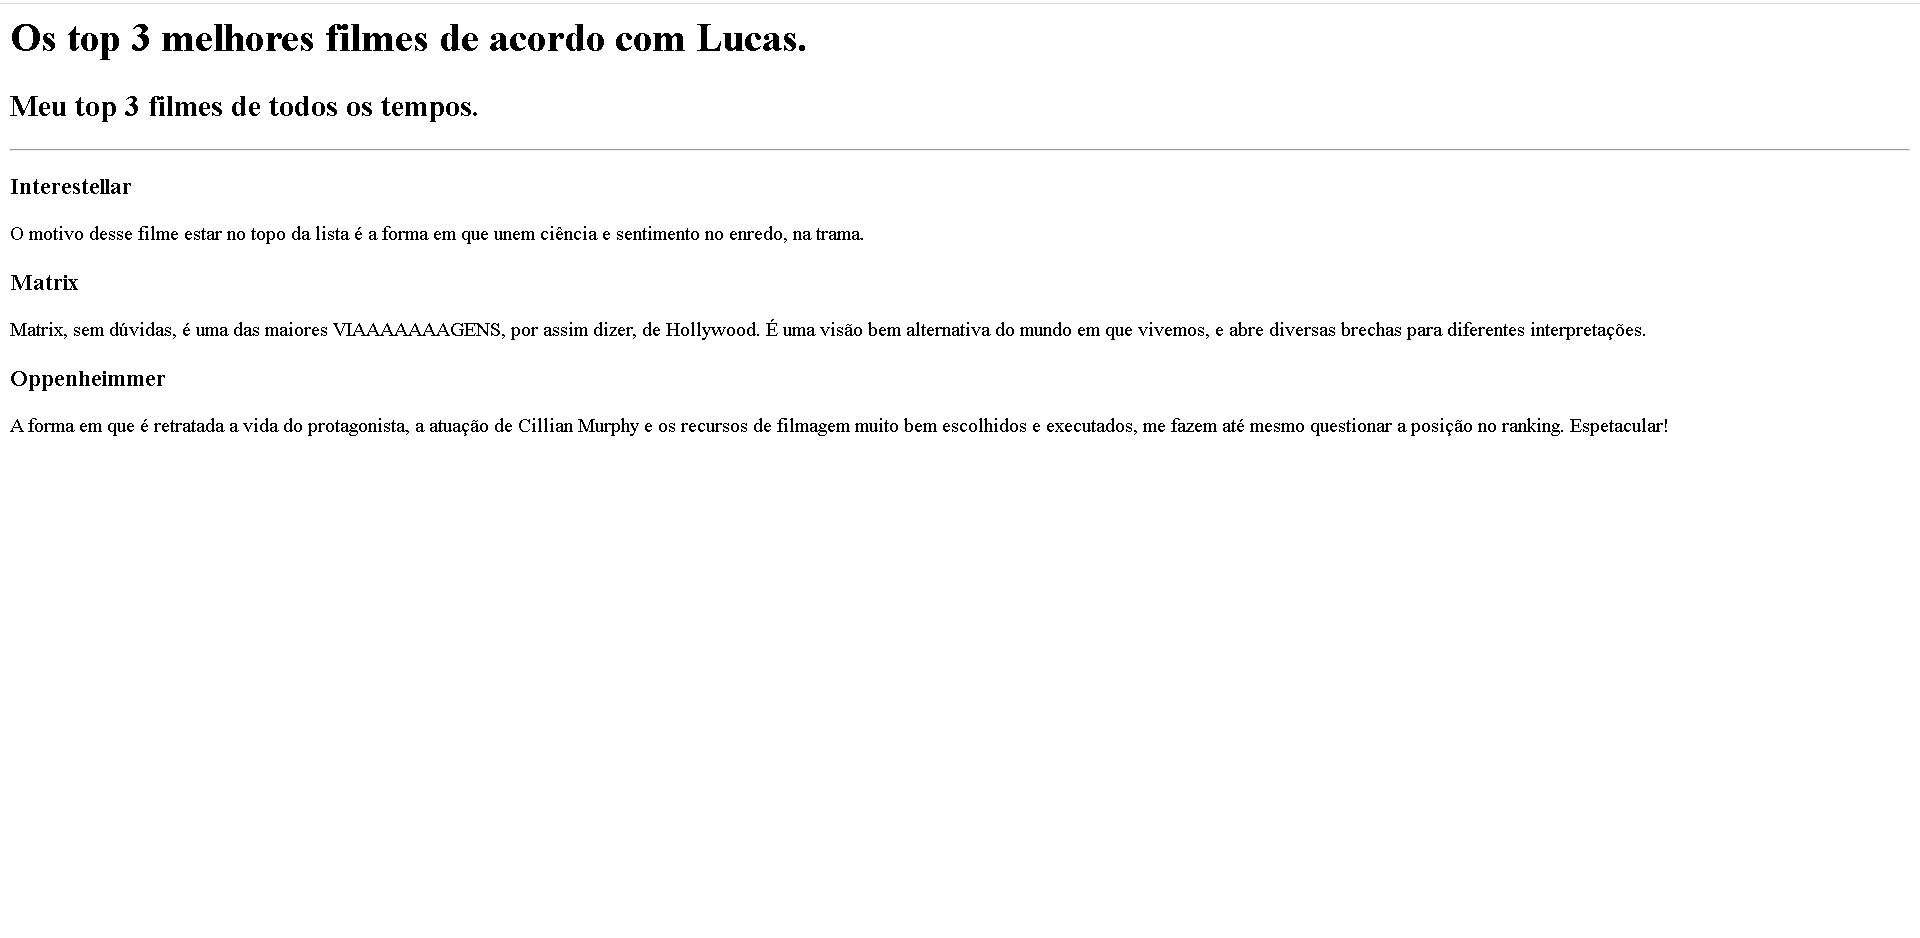 Os top 3 melhores filmes de acordo com Lucas.
Meu top 3 filmes de todos os tempos.
Interestellar
O motivo desse filme estar no topo da lista é a forma em que unem ciência e sentimento no enredo, na trama.
Matrix
Matrix, sem dúvidas, é uma das maiores VIAAAAAAAGENS, por assim dizer, de Hollywood. É uma visão bem alternativa do mundo em que vivemos, e abre diversas brechas para diferentes interpretações.
Oppenheimmer
A forma em que é retratada a vida do protagonista, a atuação de Cillian Murphy e os recursos de filmagem muito bem escolhidos e executados, me fazem até mesmo questionar a posição no ranking. Espetacular!